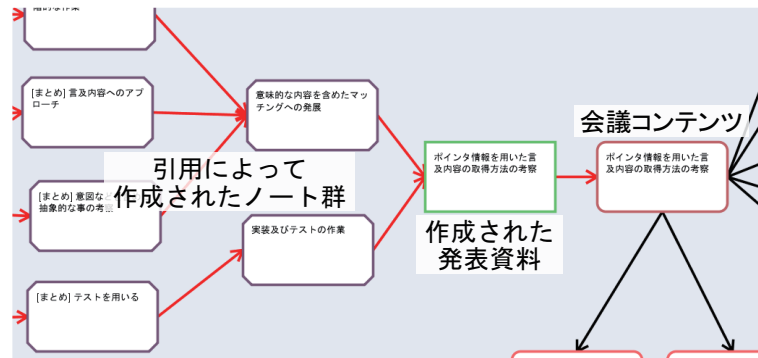 階的な作業
[まとめ] 言及内容へのアプ
ローチ
意味的な内容を含めたマッ
チングへの発展
会議コンテンツ
ポインタ情報を用いた言
及内容の取得方法の考察
ポインタ情報を用いた言
及内容の取得方法の考察
引用によって
作成されたノート群
[まとめ] 意図など
抽象的な事の考察
実装及びテストの作業
作成された
発表資料
[まとめ] テストを用いる